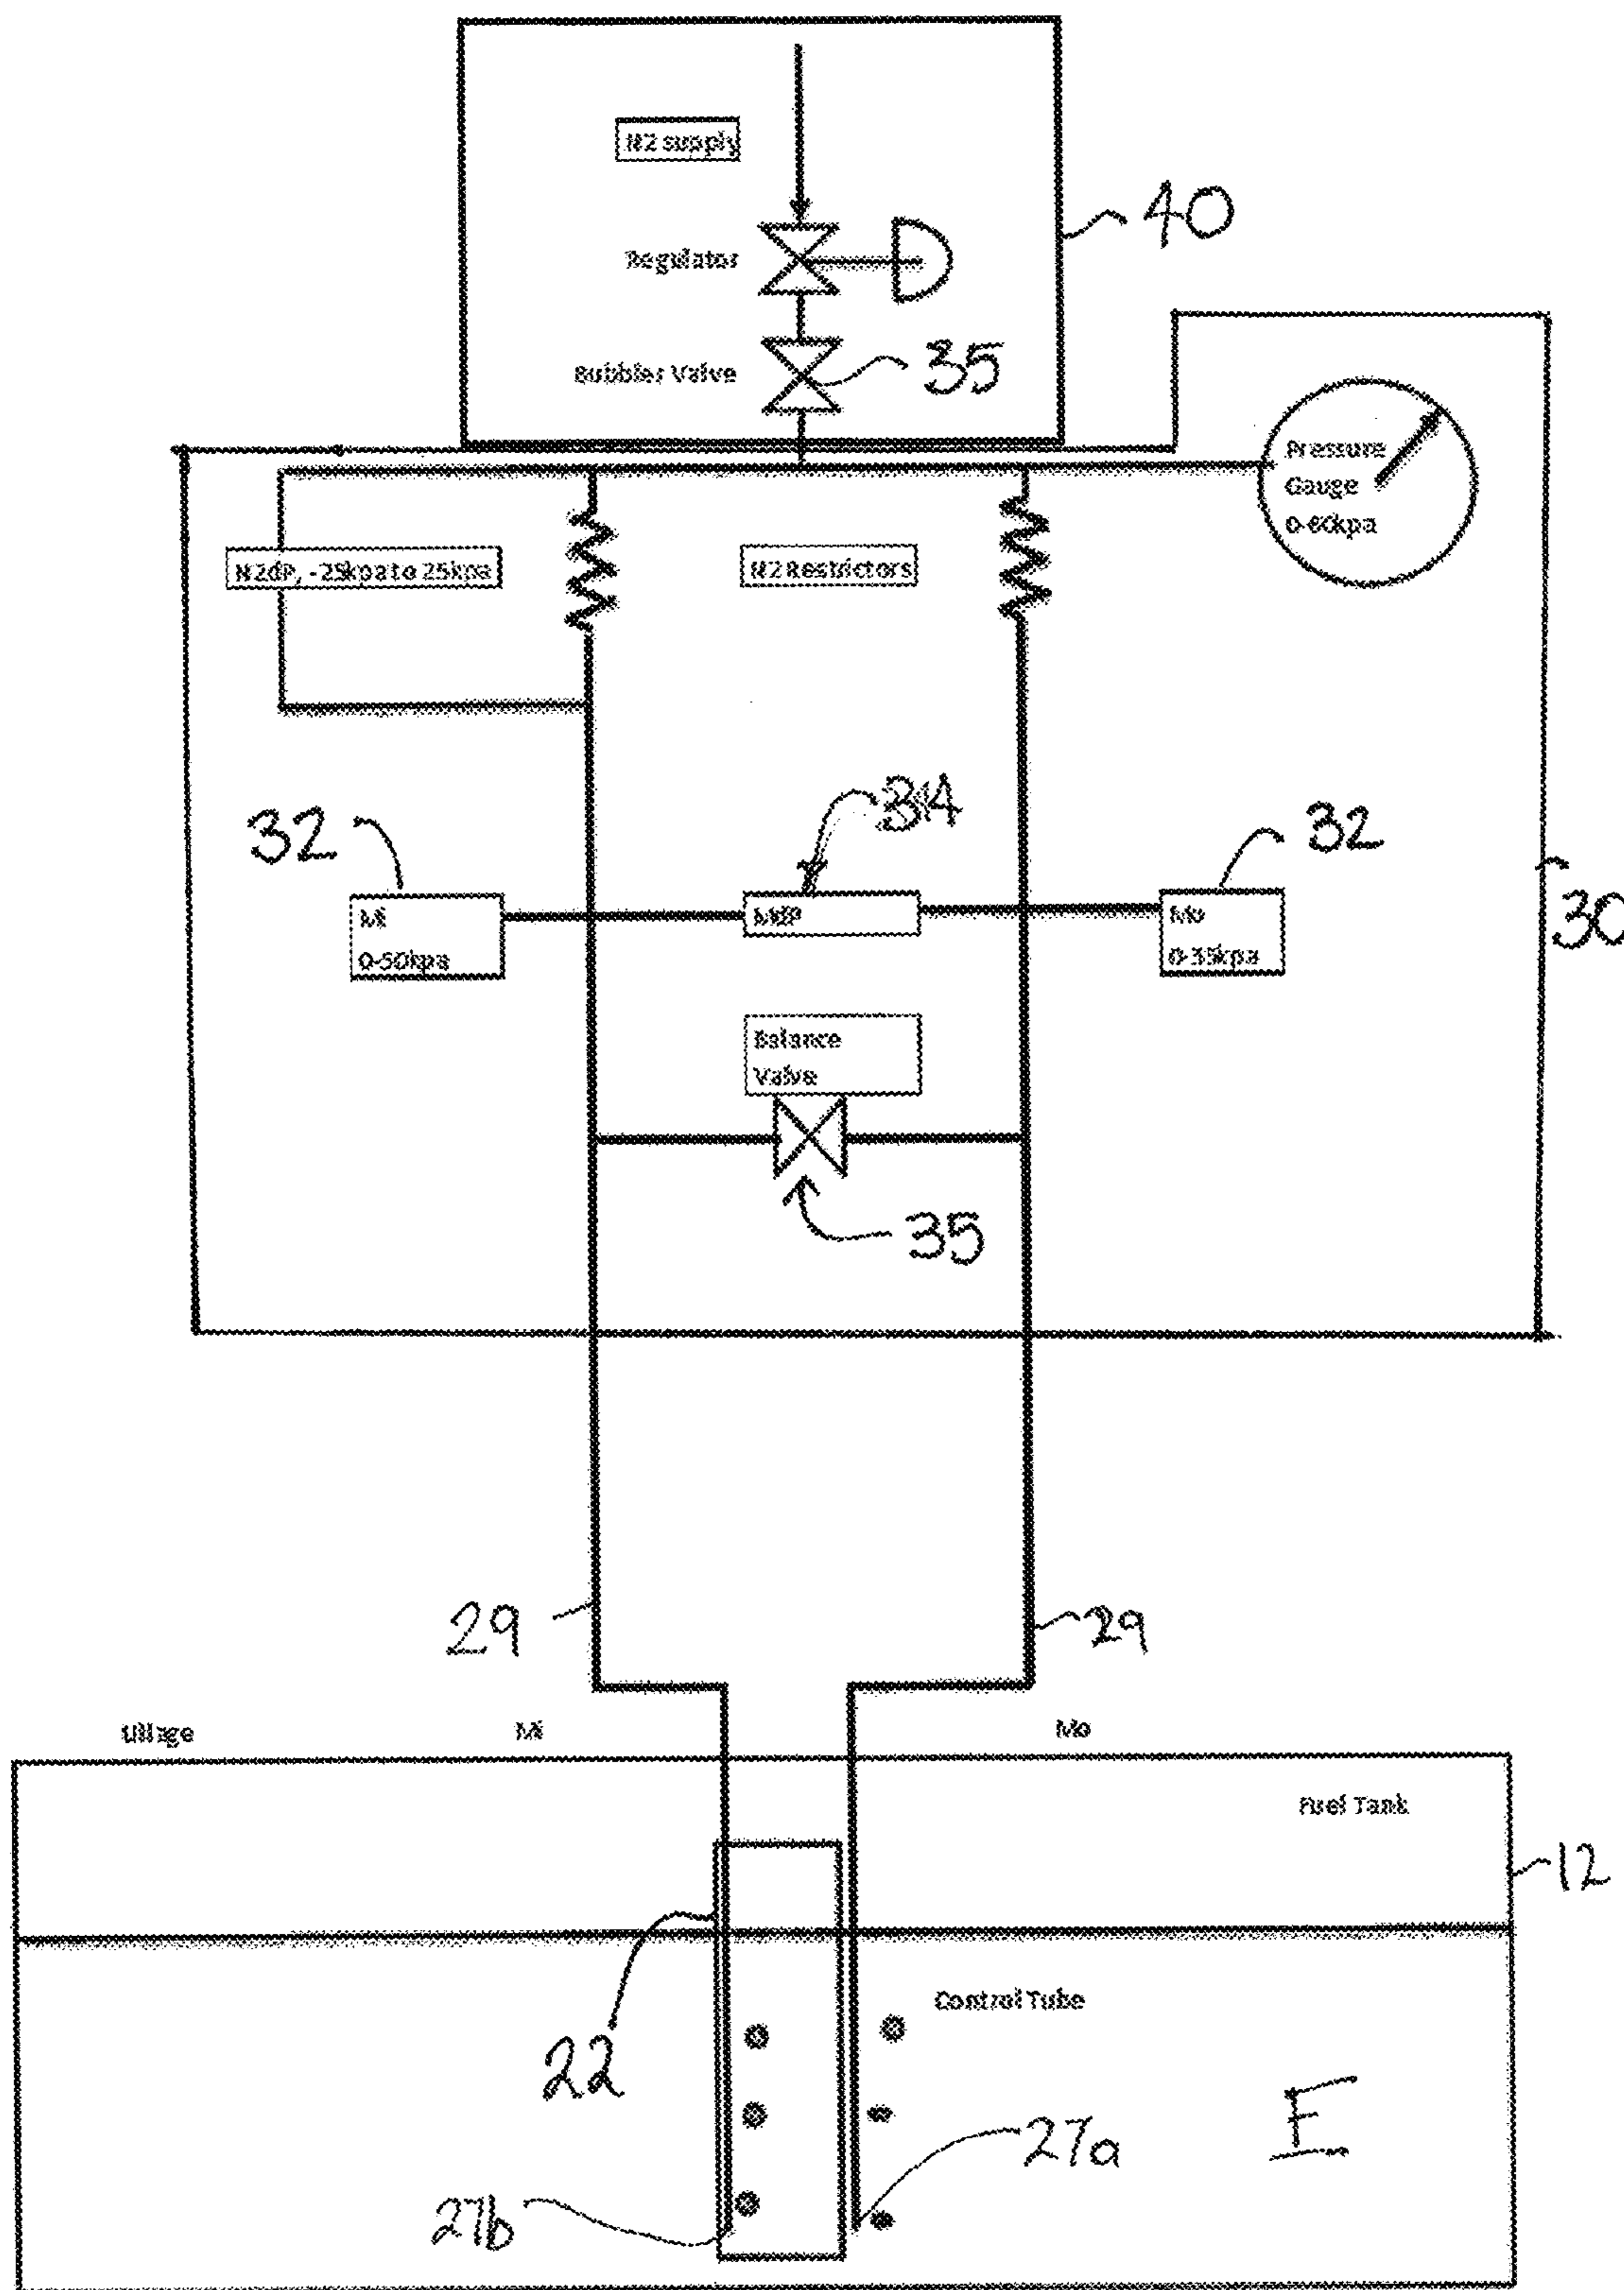 N2 supply
40
Regulator
Bubbler Valve
35
Pressure
Gauge
0-60kpa
N2dP, -25kpa to 25kpa
N2 Restrictors
32
32
Mi
0-50kpa
MdP
Mo
0-35kpa
30
Balance
Valve
35
29
29
Ullage
Mi
Mo
Fuel Tank
12
Control Tube
22
F
27a
27b